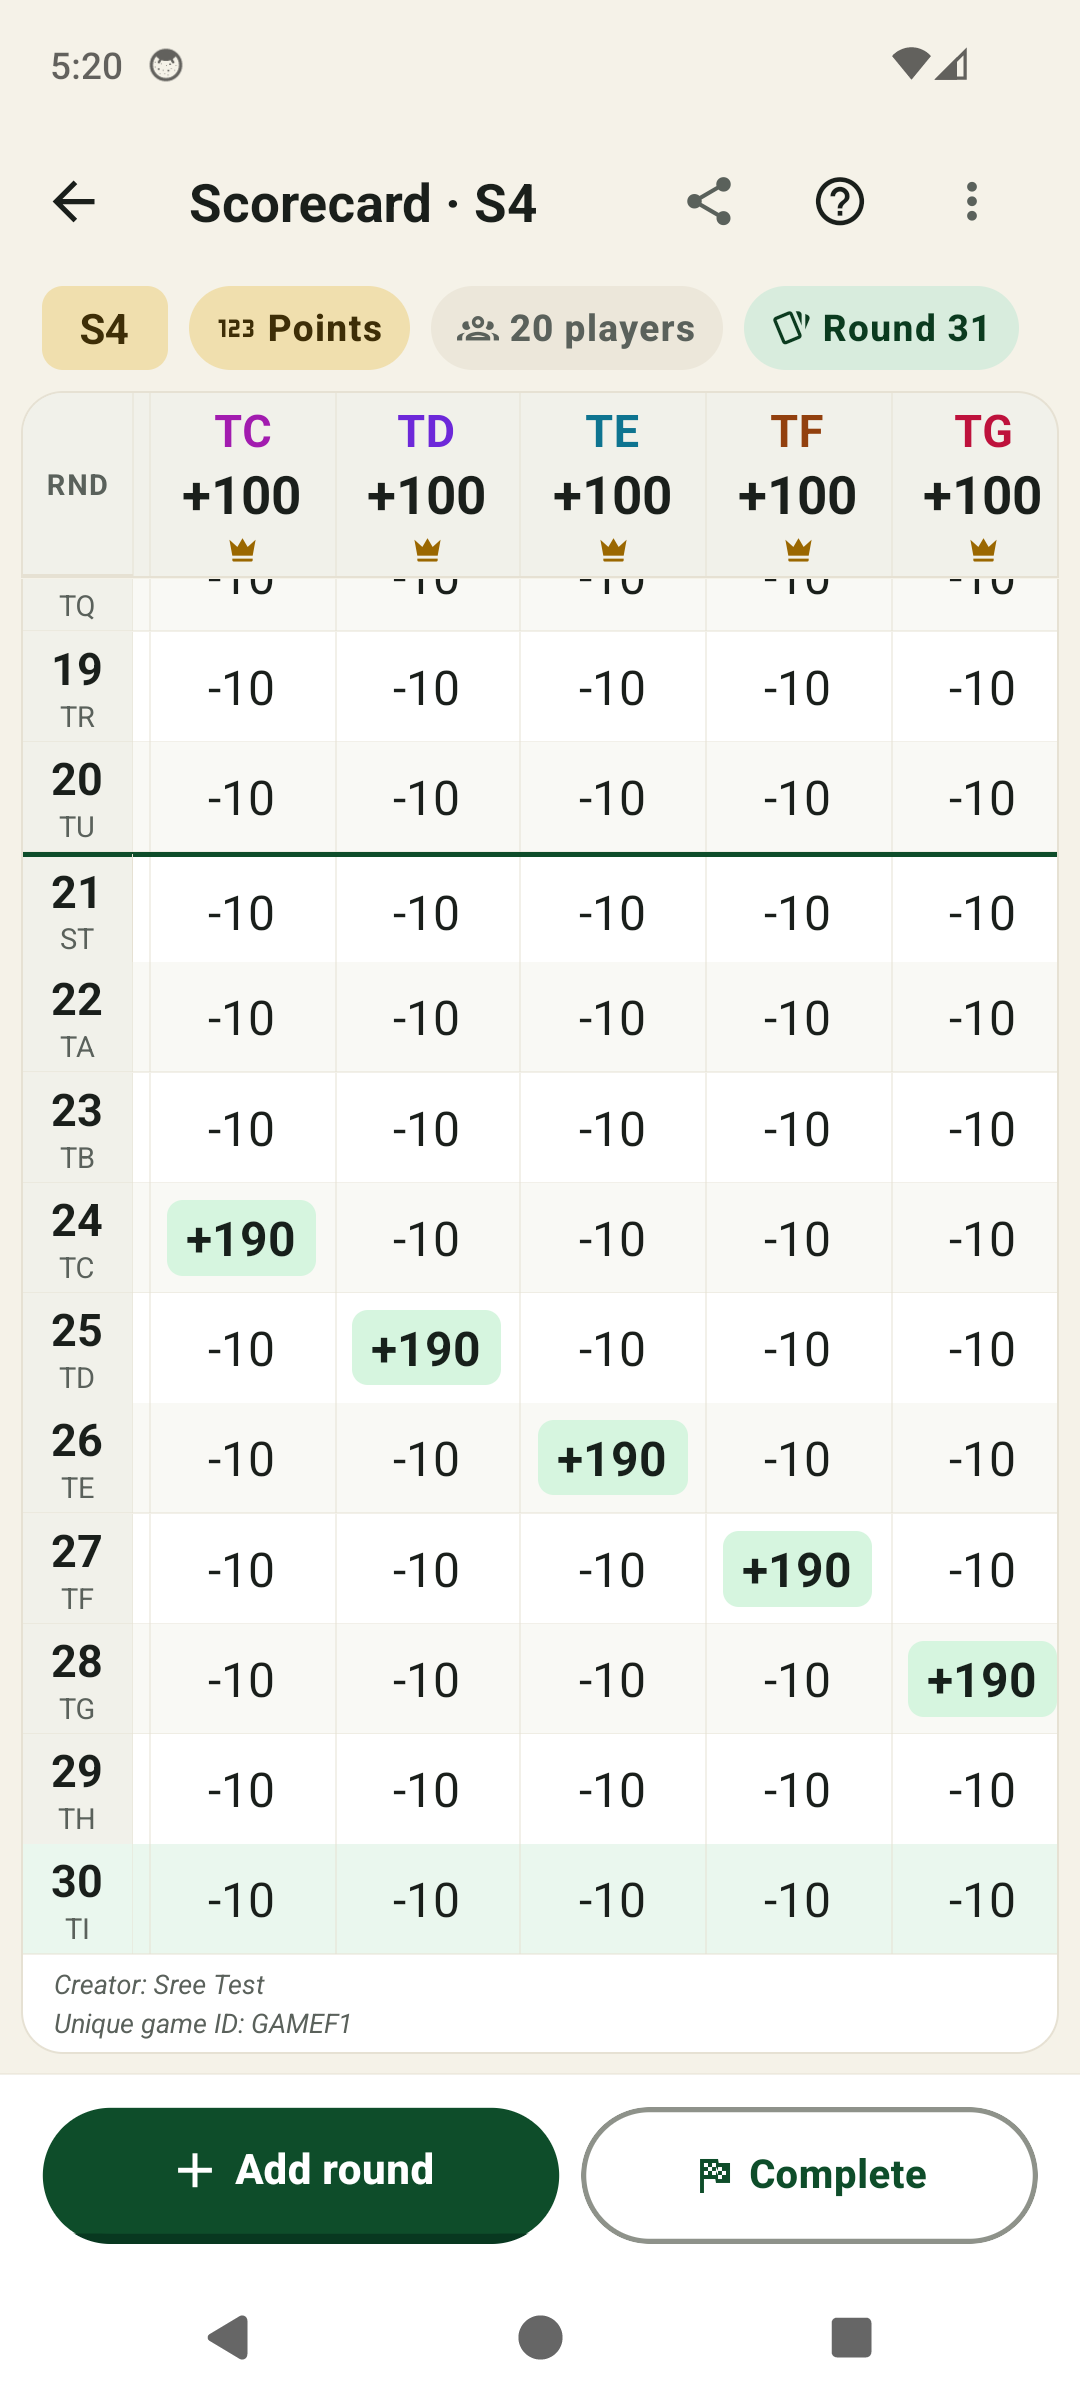 5:20
Scorecard · S4
S4 123 Points 20 players Round 31
RND TC TD TE TF TG
+100 +100 +100 +100 +100
TQ -10 -10 -10 -10 -10
19 TR -10 -10 -10 -10 -10
20 TU -10 -10 -10 -10 -10
21 ST -10 -10 -10 -10 -10
22 TA -10 -10 -10 -10 -10
23 TB -10 -10 -10 -10 -10
24 TC +190 -10 -10 -10 -10
25 TD -10 +190 -10 -10 -10
26 TE -10 -10 +190 -10 -10
27 TF -10 -10 -10 +190 -10
28 TG -10 -10 -10 -10 +190
29 TH -10 -10 -10 -10 -10
30 TI -10 -10 -10 -10 -10
Creator: Sree Test
Unique game ID: GAMEF1
+ Add round Complete